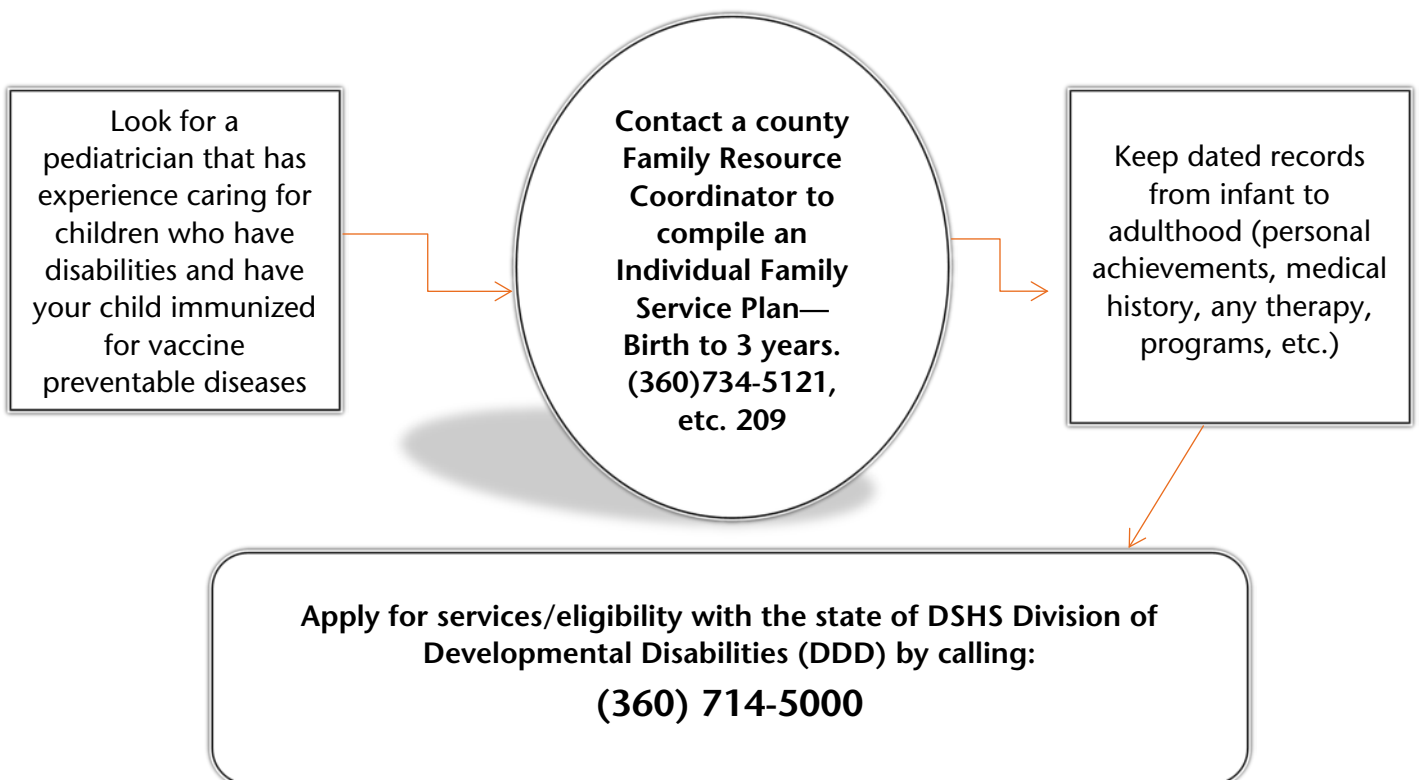 Look for a
pediatrician that has
experience caring for
children who have
disabilities and have
your child immunized
for vaccine
preventable diseases
Contact a county
Family Resource
Coordinator to
compile an
Individual Family
Service Plan—
Birth to 3 years.
(360)734-5121,
etc. 209
Keep dated records
from infant to
adulthood (personal
achievements, medical
history, any therapy,
programs, etc.)
Apply for services/eligibility with the state of DSHS Division of
Developmental Disabilities (DDD) by calling:
(360) 714-5000